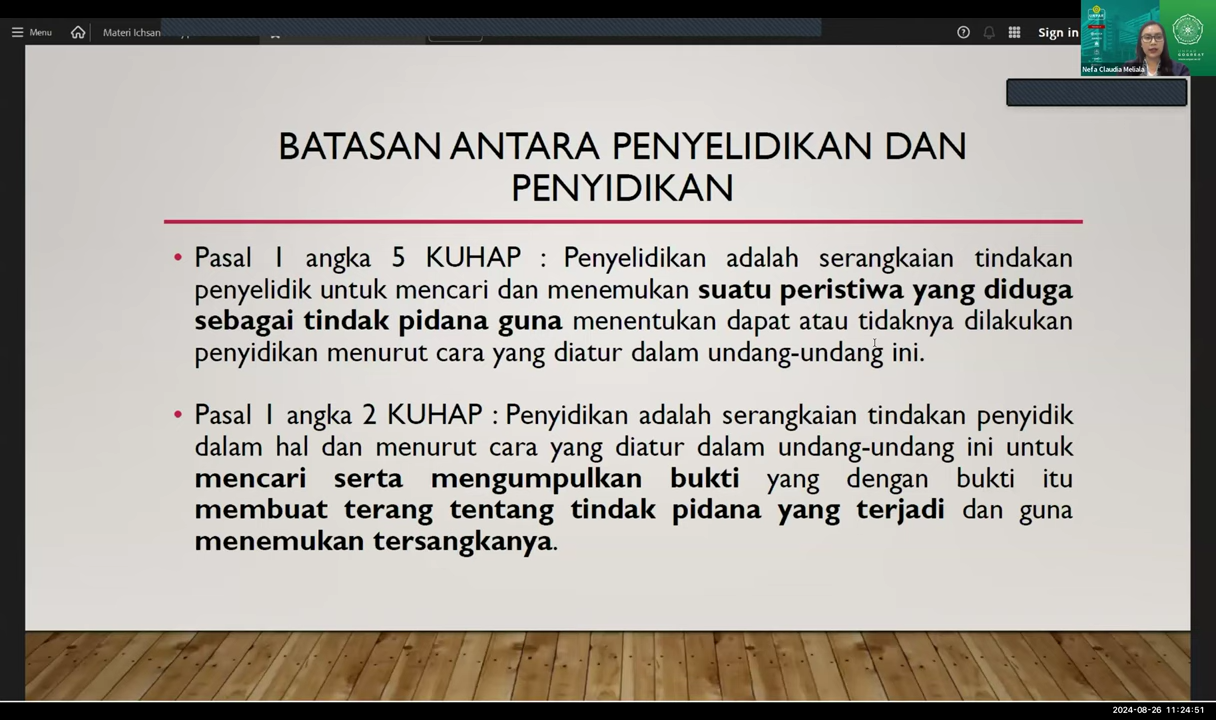 Menu
Materi Ichsan
Sign in
Nefa Claudia Meliala
BATASAN ANTARA PENYELIDIKAN DAN
PENYIDIKAN
• Pasal 1 angka 5 KUHAP : Penyelidikan adalah serangkaian tindakan
penyelidik untuk mencari dan menemukan suatu peristiwa yang diduga
sebagai tindak pidana guna menentukan dapat atau tidaknya dilakukan
penyidikan menurut cara yang diatur dalam undang-undang ini.
• Pasal 1 angka 2 KUHAP : Penyidikan adalah serangkaian tindakan penyidik
dalam hal dan menurut cara yang diatur dalam undang-undang ini untuk
mencari serta mengumpulkan bukti yang dengan bukti itu
membuat terang tentang tindak pidana yang terjadi dan guna
menemukan tersangkanya.
2024-08-26 11:24:51